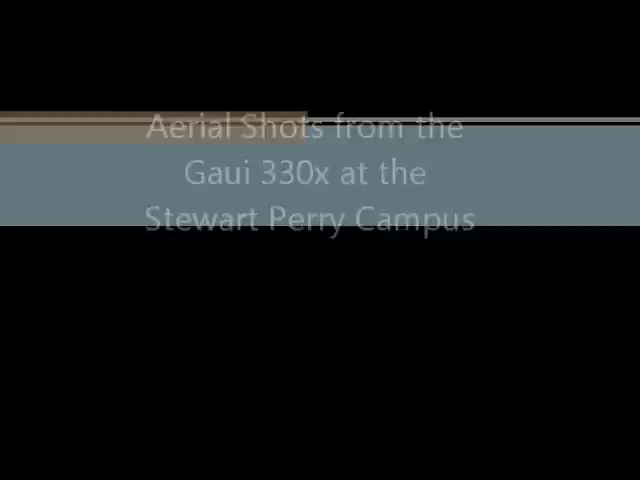 Aerial Shots from the
Gaui 330x at the
Stewart Perry Campus